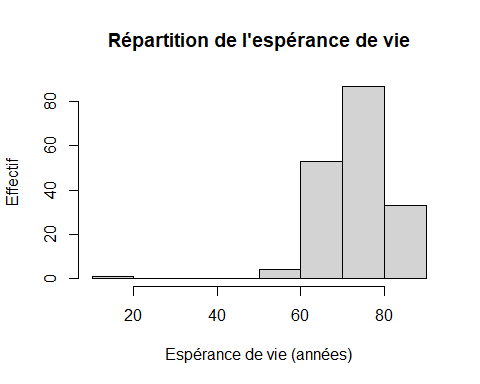 Répartition de l'espérance de vie
Effectif
80
60
40
20
0
20 40 60 80
Espérance de vie (années)